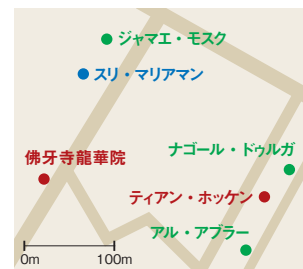 ジャマエ・モスク
スリ・マリアマン
ナゴール・ドゥルガ
佛牙寺龍華院
ティアン・ホッケン
アル・アブラー
0m 100m